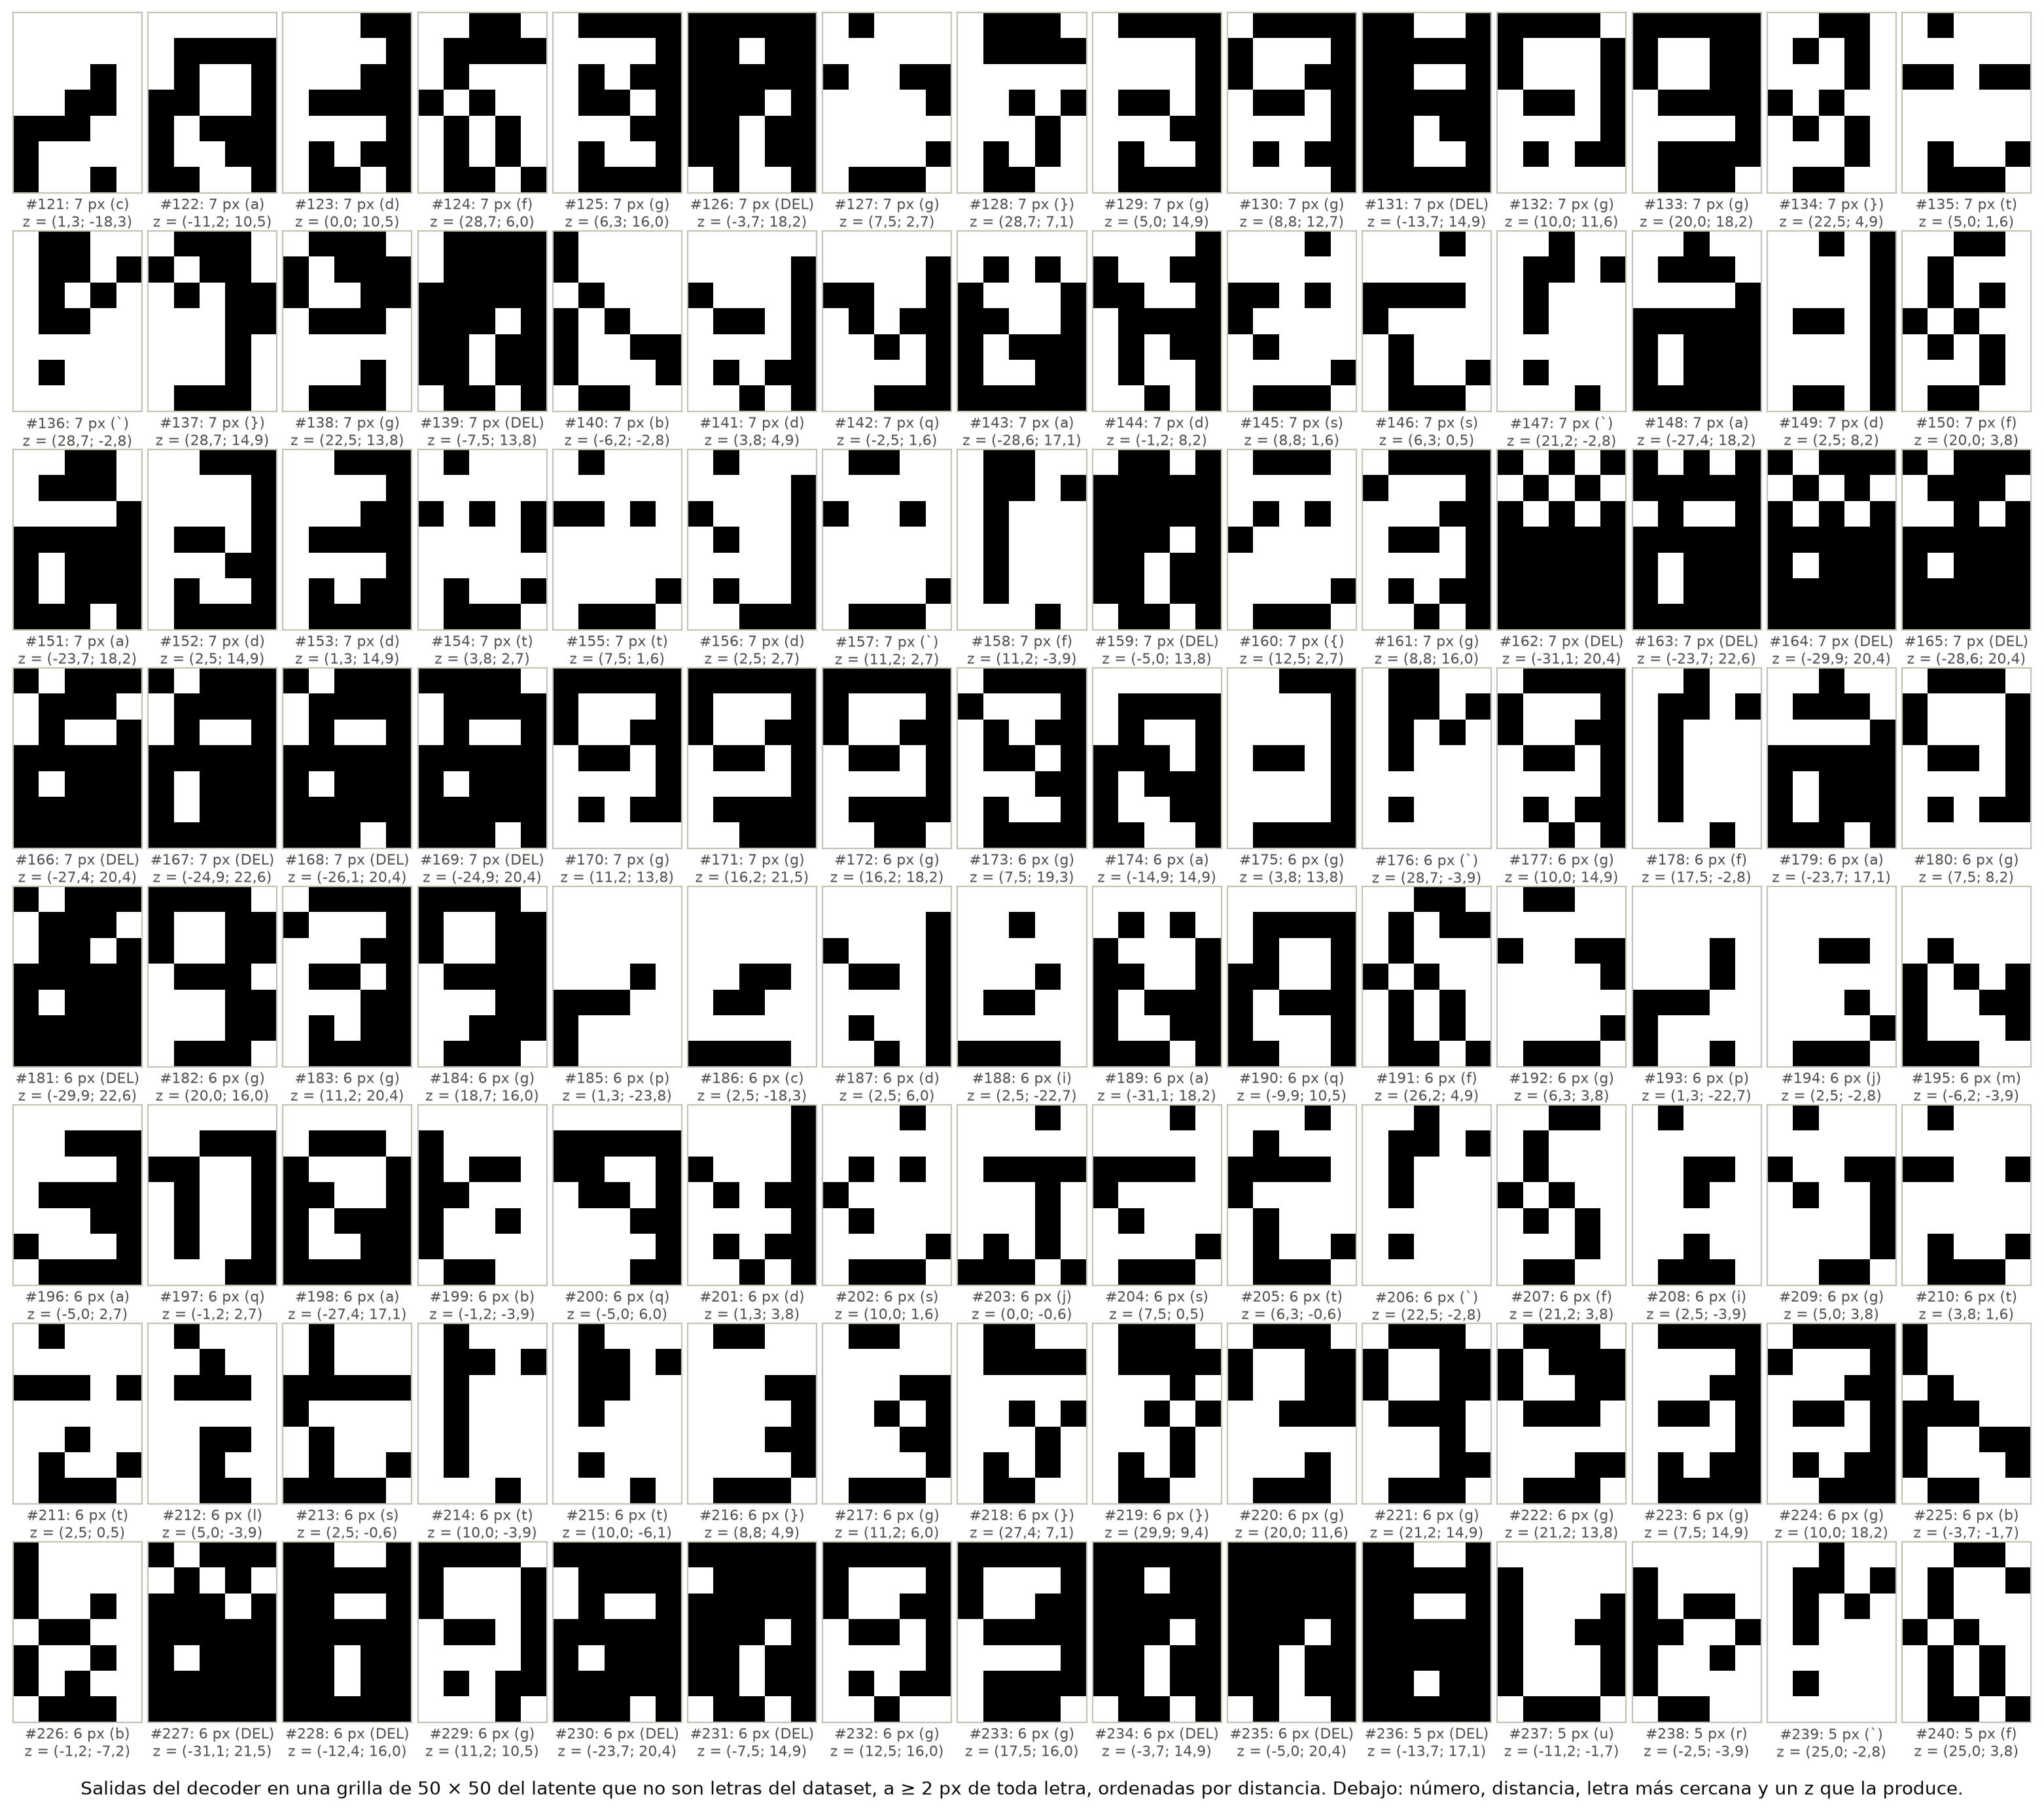 #121: 7 px (c) #122: 7 px (a) #123: 7 px (d) #124: 7 px (f) #125: 7 px (g) #126: 7 px (DEL) #127: 7 px (g) #128: 7 px (}) #129: 7 px (g) #130: 7 px (g) #131: 7 px (DEL) #132: 7 px (g) #133: 7 px (g) #134: 7 px (}) #135: 7 px (t)
z = (1,3; -18,3) z = (-11,2; 10,5) z = (0,0; 10,5) z = (28,7; 6,0) z = (6,3; 16,0) z = (-3,7; 18,2) z = (7,5; 2,7) z = (28,7; 7,1) z = (5,0; 14,9) z = (8,8; 12,7) z = (-13,7; 14,9) z = (10,0; 11,6) z = (20,0; 18,2) z = (22,5; 4,9) z = (5,0; 1,6)
#136: 7 px (`) #137: 7 px (}) #138: 7 px (g) #139: 7 px (DEL) #140: 7 px (b) #141: 7 px (d) #142: 7 px (q) #143: 7 px (a) #144: 7 px (d) #145: 7 px (s) #146: 7 px (s) #147: 7 px (`) #148: 7 px (a) #149: 7 px (d) #150: 7 px (f)
z = (28,7; -2,8) z = (28,7; 14,9) z = (22,5; 13,8) z = (-7,5; 13,8) z = (-6,2; -2,8) z = (3,8; 4,9) z = (-2,5; 1,6) z = (-28,6; 17,1) z = (-1,2; 8,2) z = (8,8; 1,6) z = (6,3; 0,5) z = (21,2; -2,8) z = (-27,4; 18,2) z = (2,5; 8,2) z = (20,0; 3,8)
#151: 7 px (a) #152: 7 px (d) #153: 7 px (d) #154: 7 px (t) #155: 7 px (t) #156: 7 px (d) #157: 7 px (`) #158: 7 px (f) #159: 7 px (DEL) #160: 7 px ({) #161: 7 px (g) #162: 7 px (DEL) #163: 7 px (DEL) #164: 7 px (DEL) #165: 7 px (DEL)
z = (-23,7; 18,2) z = (2,5; 14,9) z = (1,3; 14,9) z = (3,8; 2,7) z = (7,5; 1,6) z = (2,5; 2,7) z = (11,2; 2,7) z = (11,2; -3,9) z = (-5,0; 13,8) z = (12,5; 2,7) z = (8,8; 16,0) z = (-31,1; 20,4) z = (-23,7; 22,6) z = (-29,9; 20,4) z = (-28,6; 20,4)
#166: 7 px (DEL) #167: 7 px (DEL) #168: 7 px (DEL) #169: 7 px (DEL) #170: 7 px (g) #171: 7 px (g) #172: 6 px (g) #173: 6 px (g) #174: 6 px (a) #175: 6 px (g) #176: 6 px (`) #177: 6 px (g) #178: 6 px (f) #179: 6 px (a) #180: 6 px (g)
z = (-27,4; 20,4) z = (-24,9; 22,6) z = (-26,1; 20,4) z = (-24,9; 20,4) z = (11,2; 13,8) z = (16,2; 21,5) z = (16,2; 18,2) z = (7,5; 19,3) z = (-14,9; 14,9) z = (3,8; 13,8) z = (28,7; -3,9) z = (10,0; 14,9) z = (17,5; -2,8) z = (-23,7; 17,1) z = (7,5; 8,2)
#181: 6 px (DEL) #182: 6 px (g) #183: 6 px (g) #184: 6 px (g) #185: 6 px (p) #186: 6 px (c) #187: 6 px (d) #188: 6 px (i) #189: 6 px (a) #190: 6 px (q) #191: 6 px (f) #192: 6 px (g) #193: 6 px (p) #194: 6 px (j) #195: 6 px (m)
z = (-29,9; 22,6) z = (20,0; 16,0) z = (11,2; 20,4) z = (18,7; 16,0) z = (1,3; -23,8) z = (2,5; -18,3) z = (2,5; 6,0) z = (2,5; -22,7) z = (-31,1; 18,2) z = (-9,9; 10,5) z = (26,2; 4,9) z = (6,3; 3,8) z = (1,3; -22,7) z = (2,5; -2,8) z = (-6,2; -3,9)
#196: 6 px (a) #197: 6 px (q) #198: 6 px (a) #199: 6 px (b) #200: 6 px (q) #201: 6 px (d) #202: 6 px (s) #203: 6 px (j) #204: 6 px (s) #205: 6 px (t) #206: 6 px (`) #207: 6 px (f) #208: 6 px (i) #209: 6 px (g) #210: 6 px (t)
z = (-5,0; 2,7) z = (-1,2; 2,7) z = (-27,4; 17,1) z = (-1,2; -3,9) z = (-5,0; 6,0) z = (1,3; 3,8) z = (10,0; 1,6) z = (0,0; -0,6) z = (7,5; 0,5) z = (6,3; -0,6) z = (22,5; -2,8) z = (21,2; 3,8) z = (2,5; -3,9) z = (5,0; 3,8) z = (3,8; 1,6)
#211: 6 px (t) #212: 6 px (l) #213: 6 px (s) #214: 6 px (t) #215: 6 px (t) #216: 6 px (}) #217: 6 px (g) #218: 6 px (}) #219: 6 px (}) #220: 6 px (g) #221: 6 px (g) #222: 6 px (g) #223: 6 px (g) #224: 6 px (g) #225: 6 px (b)
z = (2,5; 0,5) z = (5,0; -3,9) z = (2,5; -0,6) z = (10,0; -3,9) z = (10,0; -6,1) z = (8,8; 4,9) z = (11,2; 6,0) z = (27,4; 7,1) z = (29,9; 9,4) z = (20,0; 11,6) z = (21,2; 14,9) z = (21,2; 13,8) z = (7,5; 14,9) z = (10,0; 18,2) z = (-3,7; -1,7)
#226: 6 px (b) #227: 6 px (DEL) #228: 6 px (DEL) #229: 6 px (g) #230: 6 px (DEL) #231: 6 px (DEL) #232: 6 px (g) #233: 6 px (g) #234: 6 px (DEL) #235: 6 px (DEL) #236: 5 px (DEL) #237: 5 px (u) #238: 5 px (r) #239: 5 px (`) #240: 5 px (f)
z = (-1,2; -7,2) z = (-31,1; 21,5) z = (-12,4; 16,0) z = (11,2; 10,5) z = (-23,7; 20,4) z = (-7,5; 14,9) z = (12,5; 16,0) z = (17,5; 16,0) z = (-3,7; 14,9) z = (-5,0; 20,4) z = (-13,7; 17,1) z = (-11,2; -1,7) z = (-2,5; -3,9) z = (25,0; -2,8) z = (25,0; 3,8)
Salidas del decoder en una grilla de 50 × 50 del latente que no son letras del dataset, a ≥ 2 px de toda letra, ordenadas por distancia. Debajo: número, distancia, letra más cercana y un z que la produce.